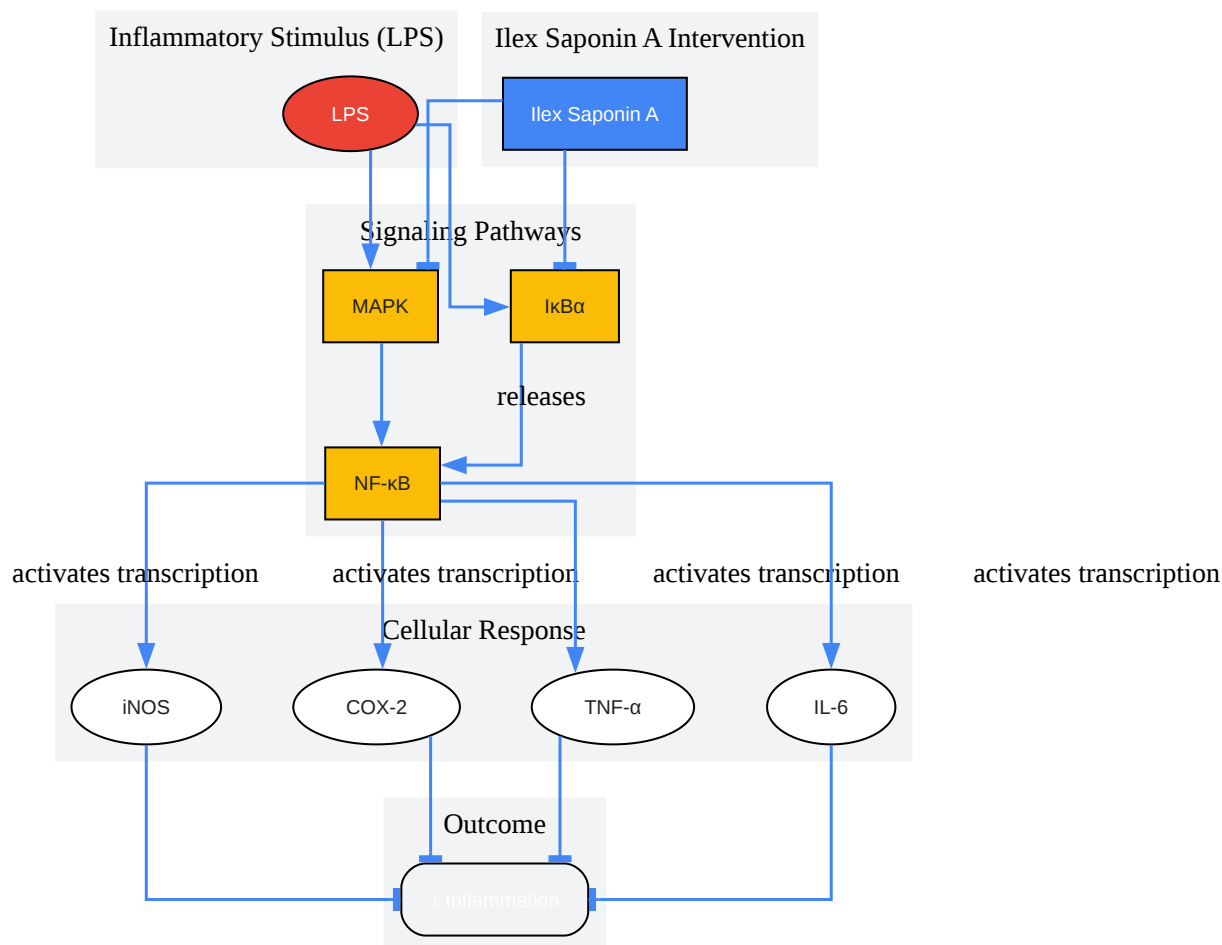 Inflammatory Stimulus (LPS)
Ilex Saponin A Intervention
LPS
Ilex Saponin A
Signaling Pathways
MAPK
IκBα
releases
NF-κB
activates transcription
activates transcription
activates transcription
activates transcription
Cellular Response
iNOS
COX-2
TNF-α
IL-6
Outcome
↓ Inflammation